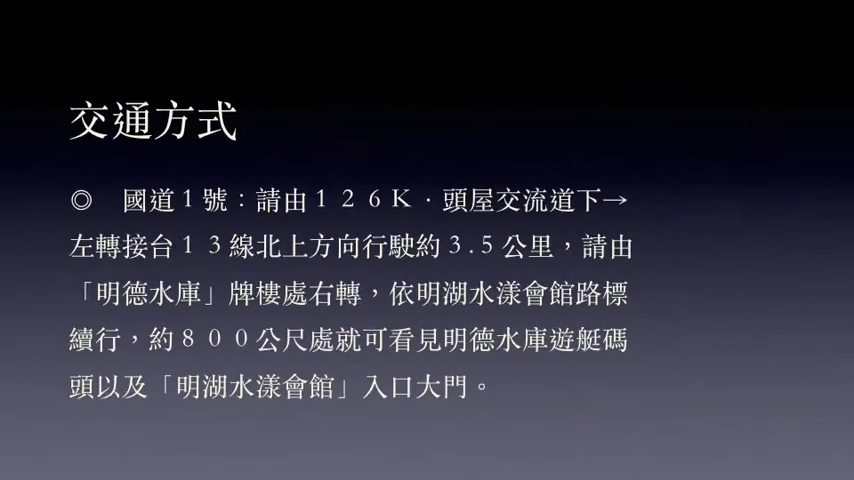 交通方式
◎　國道１號：請由１２６Ｋ．頭屋交流道下→
左轉接台１３線北上方向行駛約３.５公里，請由
「明德水庫」牌樓處右轉，依明湖水漾會館路標
續行，約８００公尺處就可看見明德水庫遊艇碼
頭以及「明湖水漾會館」入口大門。